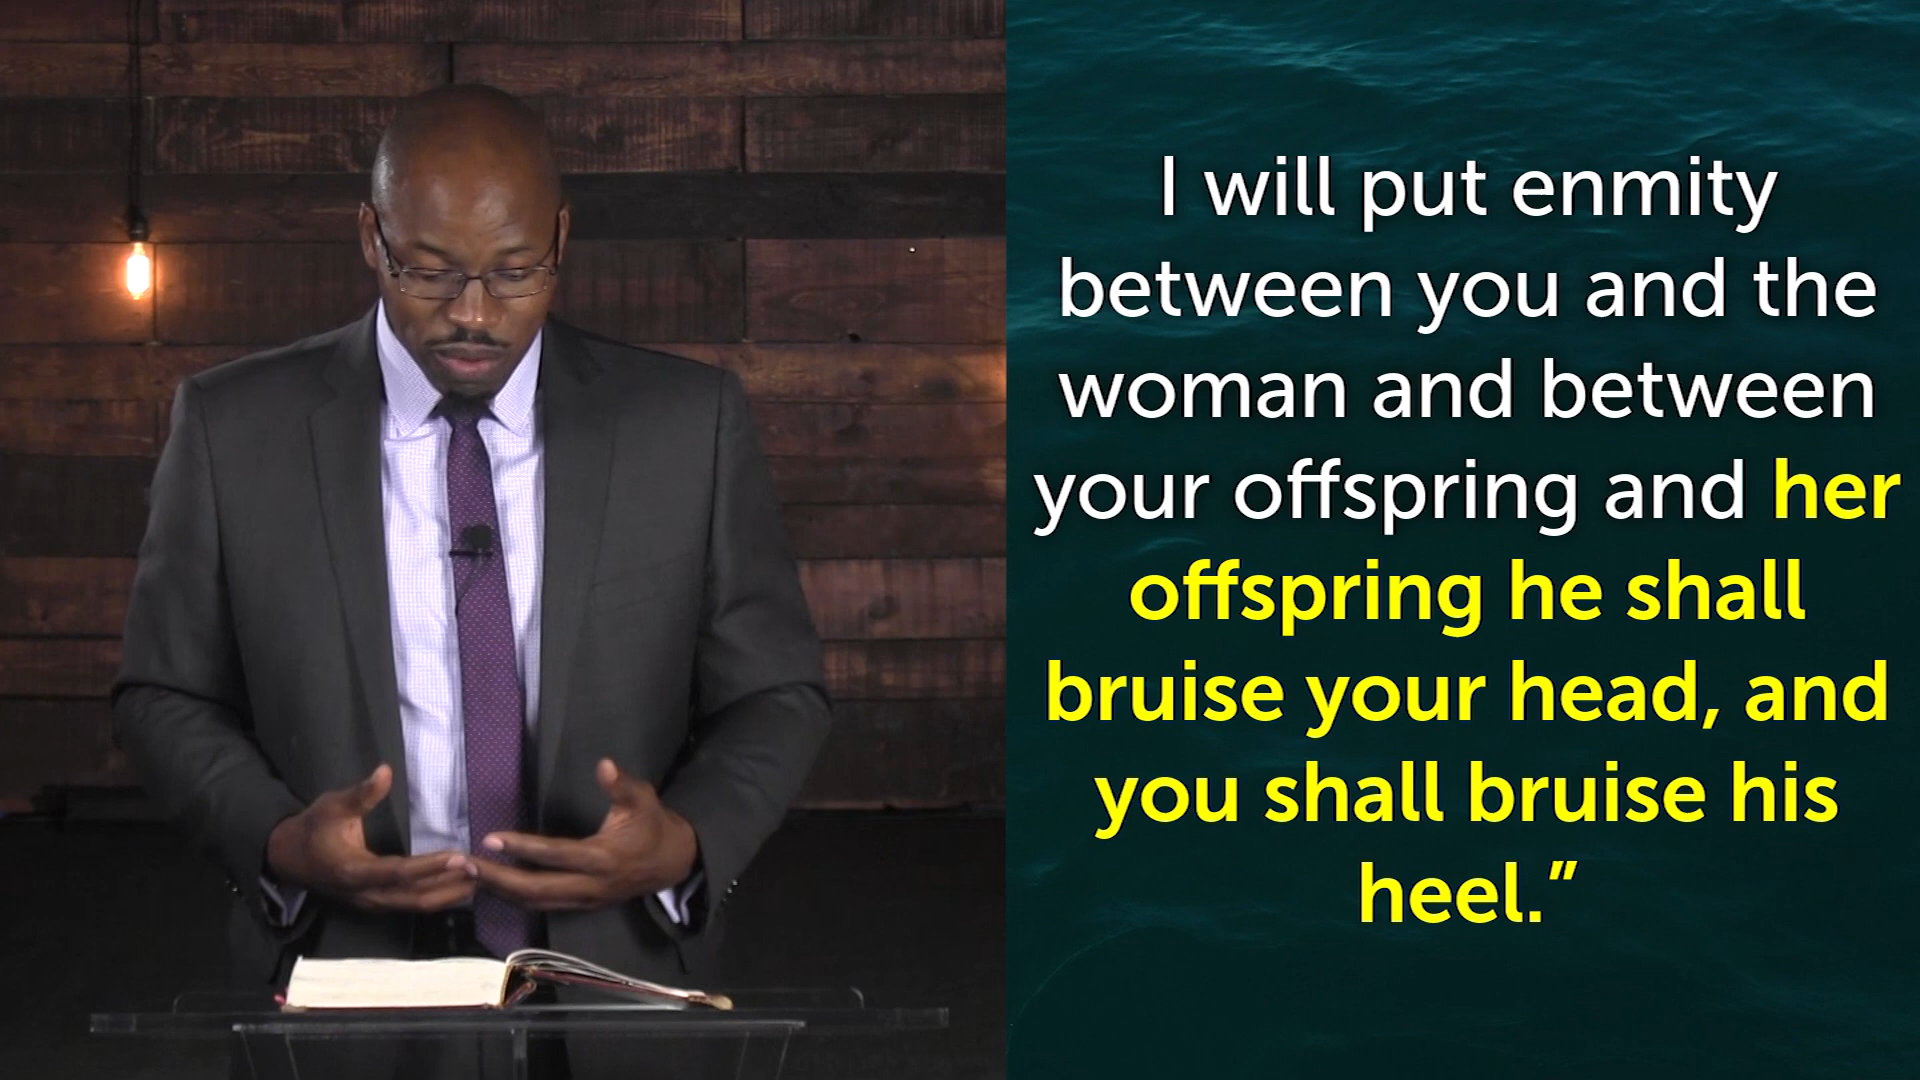 I will put enmity
between you and the
woman and between
your offspring and her
offspring he shall
bruise your head, and
you shall bruise his
heel.”